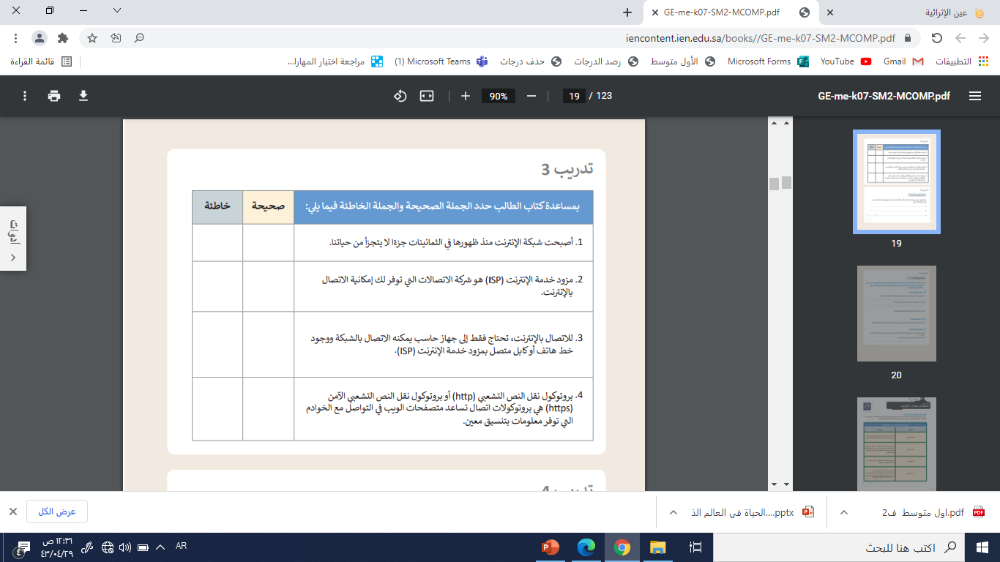 عين الإثرائية
GE-me-k07-SM2-MCOMP.pdf
iencontent.ien.edu.sa/books//GE-me-k07-SM2-MCOMP.pdf
التطبيقات
Gmail
YouTube
Microsoft Forms
الأول متوسط
رصد الدرجات
حذف درجات
Microsoft Teams (1)
مراجعة اختبار المهارا...
قائمة القراءة
GE-me-k07-SM2-MCOMP.pdf
19 / 123
90%
تدريب 3
بمساعدة كتاب الطالب حدد الجملة الصحيحة والجملة الخاطئة فيما يلي:
صحيحة
خاطئة
1. أصبحت شبكة الإنترنت منذ ظهورها في الثمانينات جزءًا لا يتجزأ من حياتنا.
2. مزود خدمة الإنترنت (ISP) هو شركة الاتصالات التي توفر لك إمكانية الاتصال
بالإنترنت.
3. للاتصال بالإنترنت، تحتاج فقط إلى جهاز حاسب يمكنه الاتصال بالشبكة ووجود
خط هاتف أو كابل متصل بمزود خدمة الإنترنت (ISP).
4. بروتوكول نقل النص التشعبي (http) أو بروتوكول نقل النص التشعبي الآمن
(https) هي بروتوكولات اتصال تساعد متصفحات الويب في التواصل مع الخوادم
التي توفر معلومات بتنسيق معين.
تدريب 4
أدوات
19
20
اول متوسط ف2.pdf
الحياة في العالم الذ....pptx
عرض الكل
اكتب هنا للبحث
AR
١٢:٣١ ص
٤٣/٠٤/٢٩
٤